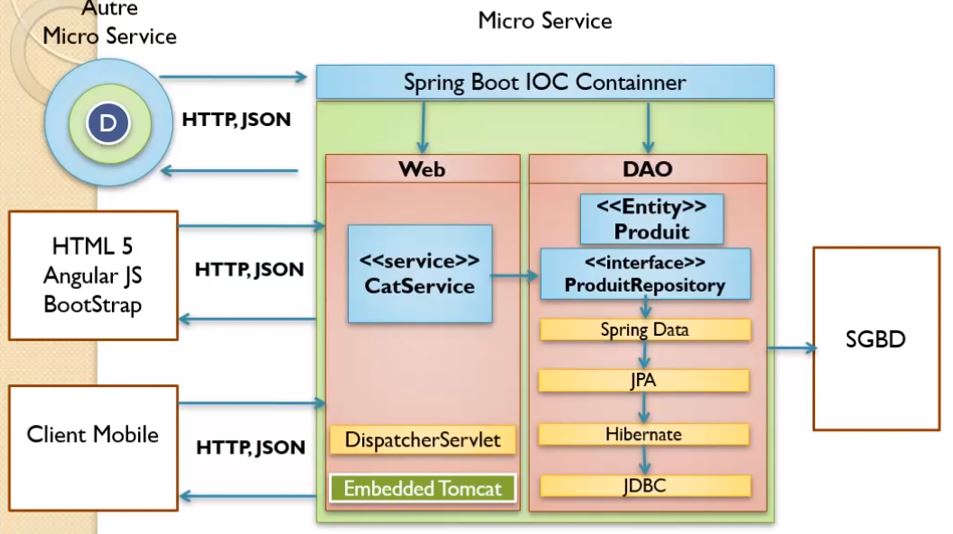 Autre
Micro Service
Micro Service
Spring Boot IOC Containner
D
HTTP, JSON
Web
DAO
<<Entity>>
Produit
HTML 5
Angular JS
BootStrap
HTTP, JSON
<<service>>
CatService
<<interface>>
ProduitRepository
Spring Data
SGBD
JPA
Client Mobile
HTTP, JSON
DispatcherServlet
Hibernate
Embedded Tomcat
JDBC